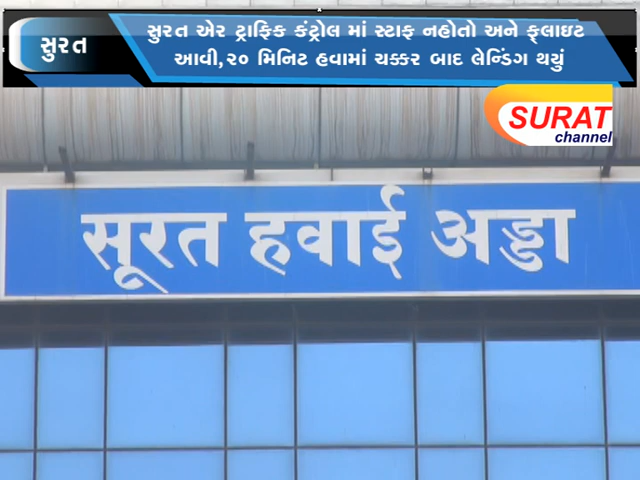 સુરત
સુરત એર ટ્રાફિક કંટ્રોલ માં સ્ટાફ નહોતો અને ફ્લાઇટ
આવી,૨૦ મિનિટ હવામાં ચક્કર બાદ લેન્ડિંગ થયું
SURAT
channel
सूरत हवाई अड्डा